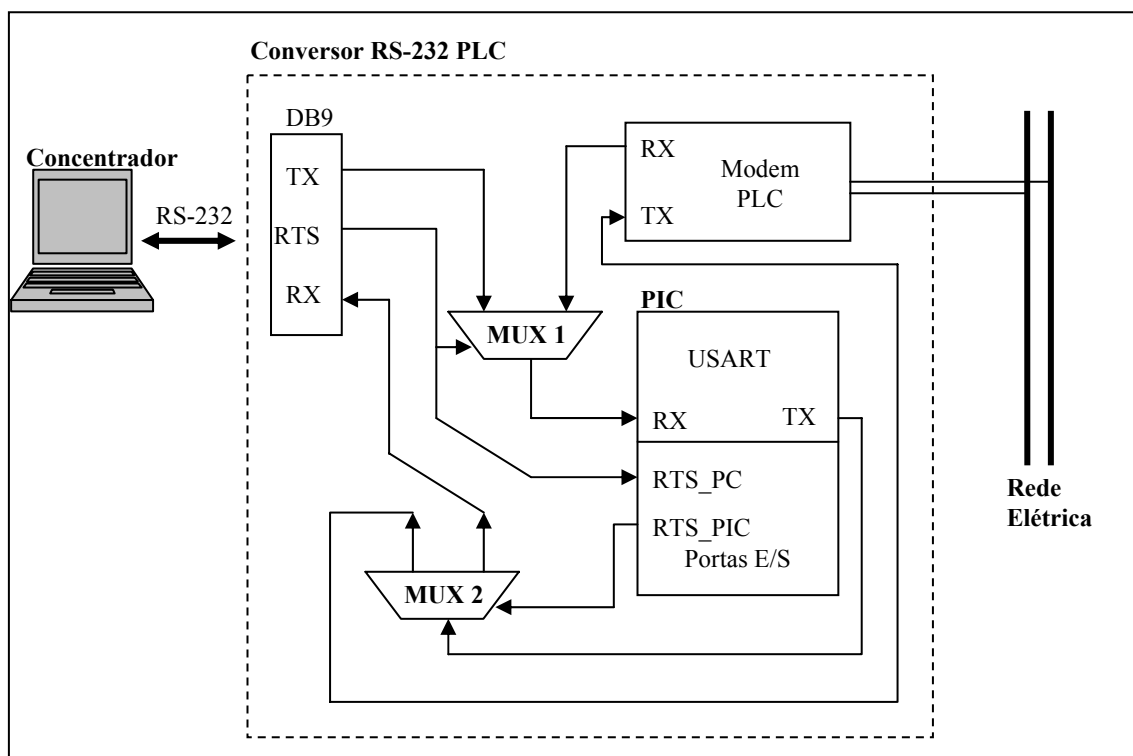 Conversor RS-232 PLC
DB9
TX
RTS
RX
Concentrador
RS-232
RX
TX
Modem
PLC
MUX 1
PIC
USART
RX TX
RTS_PC
RTS_PIC
Portas E/S
MUX 2
Rede
Elétrica